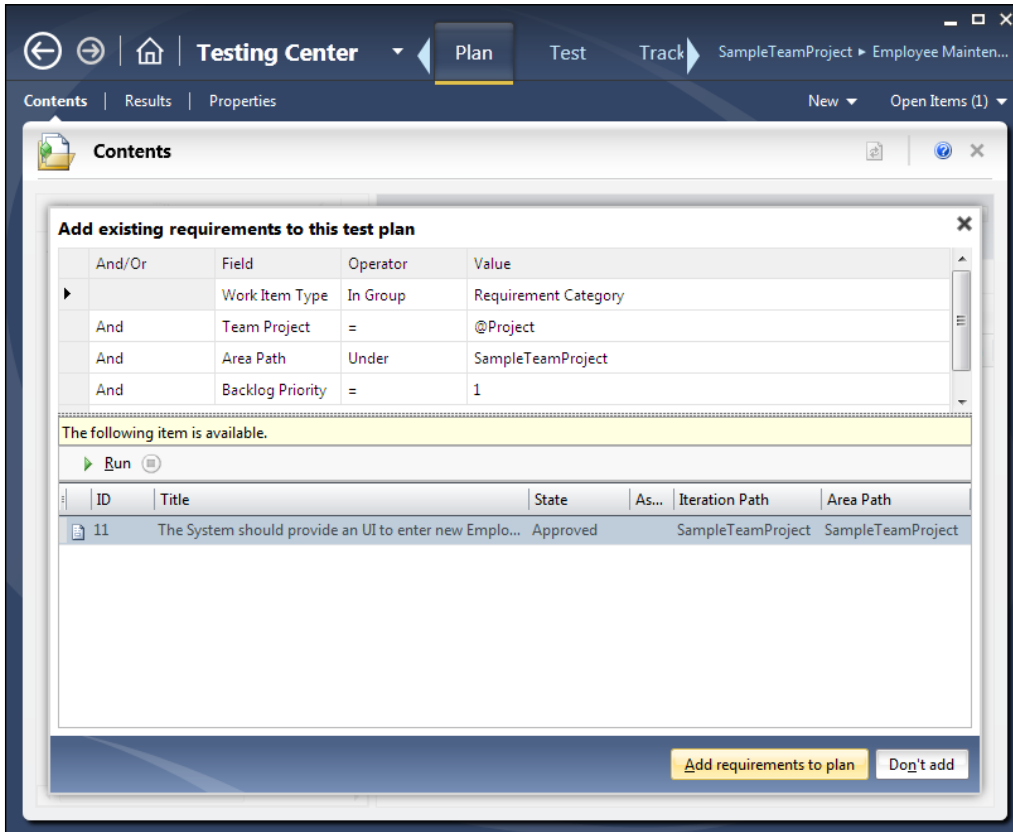 Testing Center Plan Test Track SampleTeamProject ▸ Employee Mainten...
Contents | Results | Properties New Open Items (1)
Contents
Add existing requirements to this test plan
And/Or Field Operator Value
Work Item Type In Group Requirement Category
And Team Project = @Project
And Area Path Under SampleTeamProject
And Backlog Priority = 1
The following item is available.
Run
ID Title State As... Iteration Path Area Path
11 The System should provide an UI to enter new Emplo... Approved SampleTeamProject SampleTeamProject
Add requirements to plan Don't add